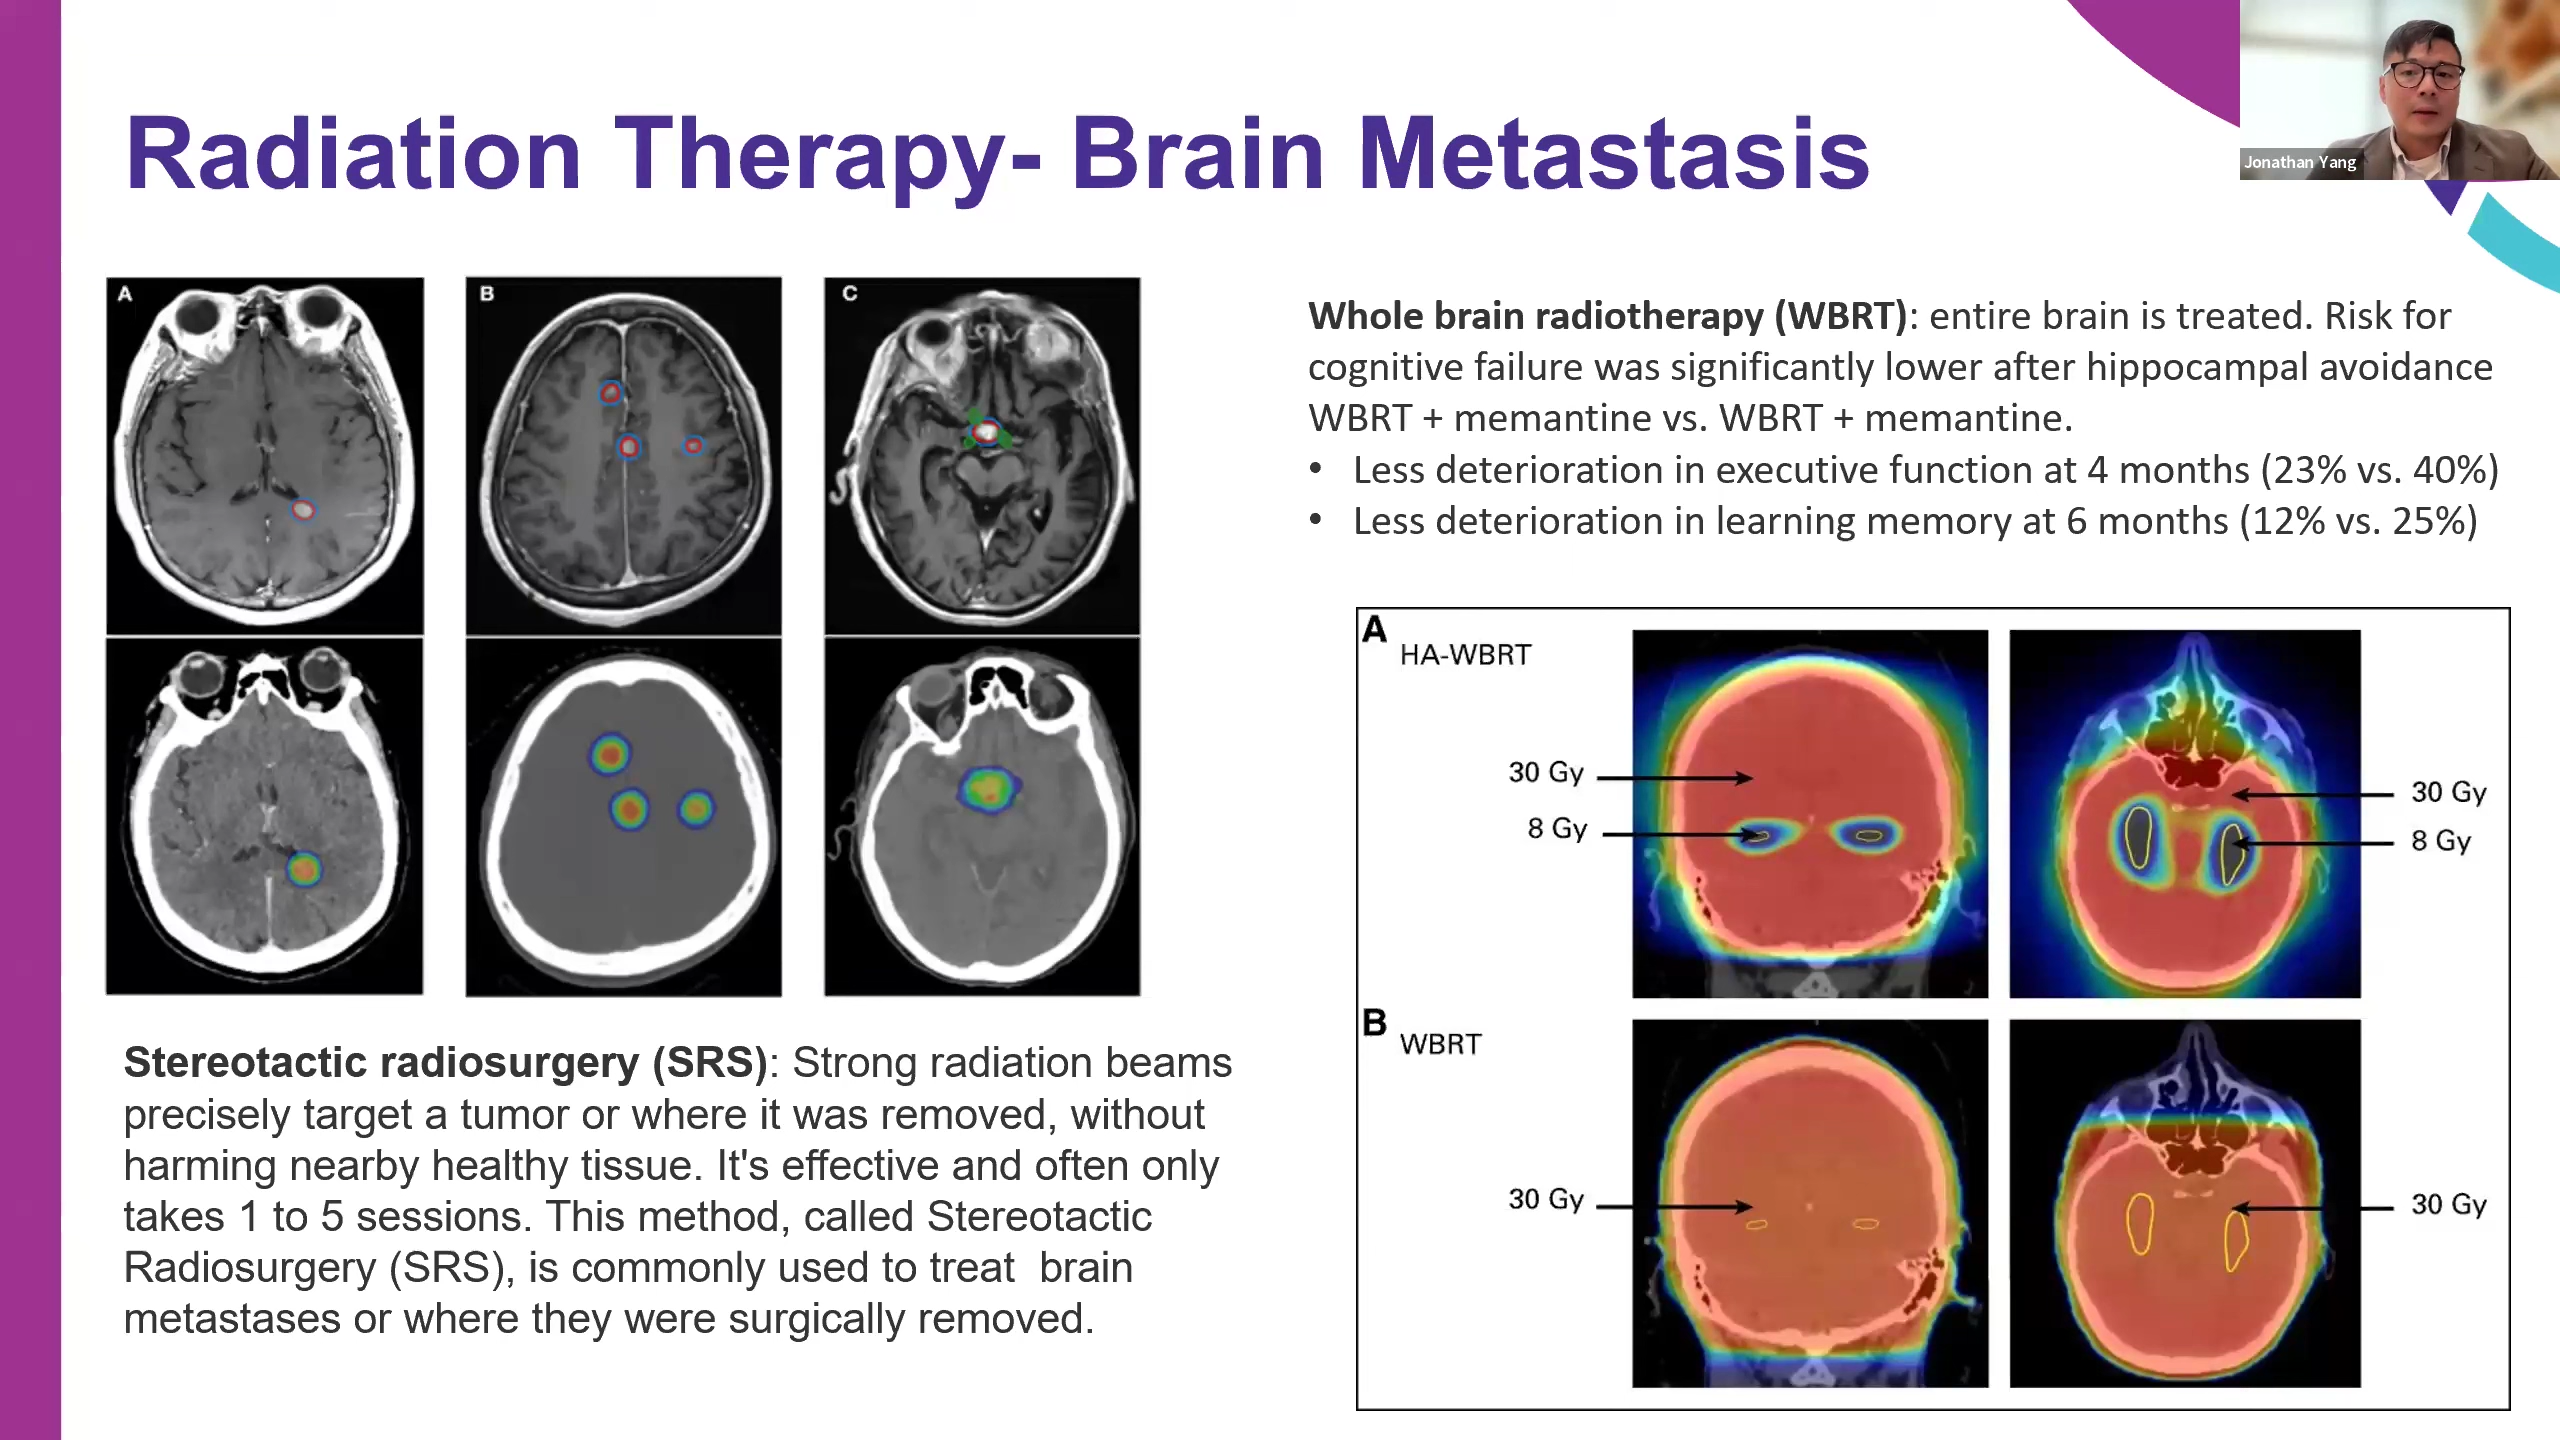 Radiation Therapy- Brain Metastasis
Jonathan Yang
A
B
C
Stereotactic radiosurgery (SRS): Strong radiation beams
precisely target a tumor or where it was removed, without
harming nearby healthy tissue. It's effective and often only
takes 1 to 5 sessions. This method, called Stereotactic
Radiosurgery (SRS), is commonly used to treat  brain
metastases or where they were surgically removed.
Whole brain radiotherapy (WBRT): entire brain is treated. Risk for
cognitive failure was significantly lower after hippocampal avoidance
WBRT + memantine vs. WBRT + memantine.
• Less deterioration in executive function at 4 months (23% vs. 40%)
• Less deterioration in learning memory at 6 months (12% vs. 25%)
A
HA-WBRT
30 Gy
8 Gy
30 Gy
8 Gy
B
WBRT
30 Gy
30 Gy